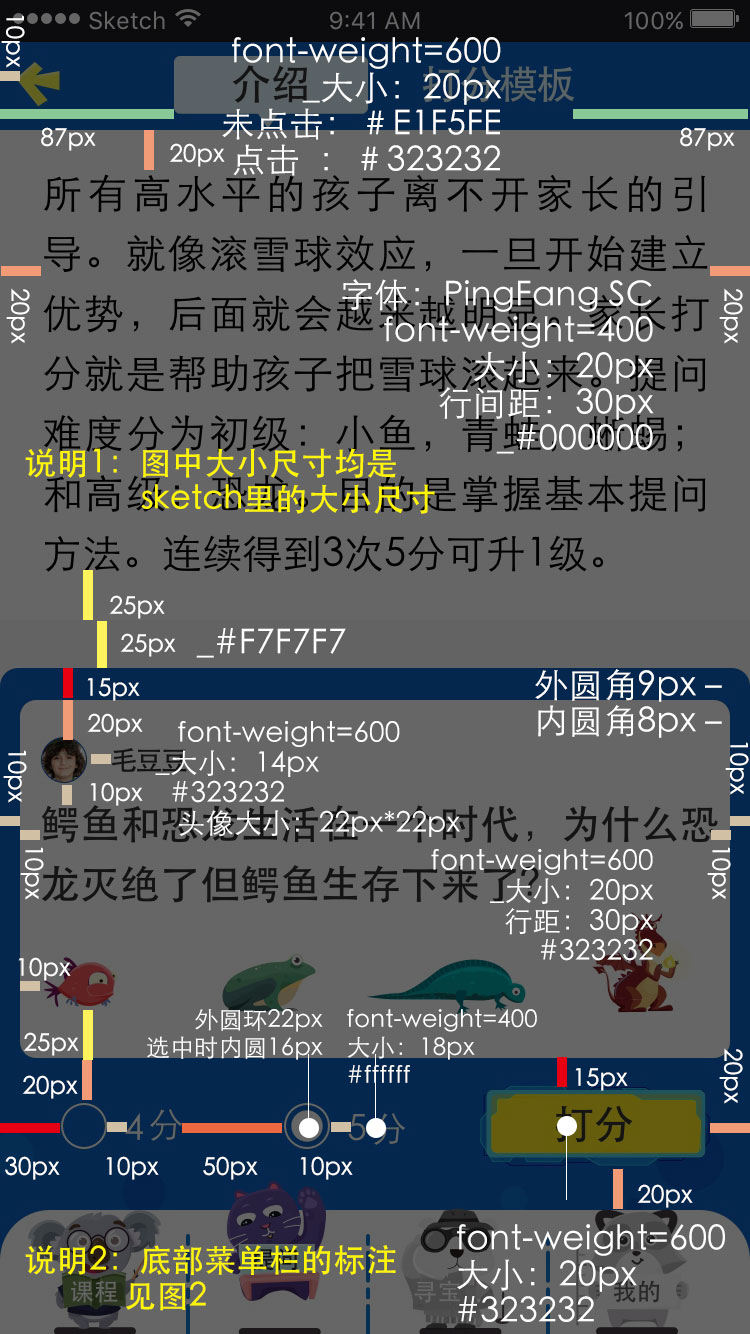 Sketch
9:41 AM
100%
10px
font-weight=600
介绍
打分模板
_大小：20px
未点击：#E1F5FE
点击 ：#323232
87px
20px
87px
所有高水平的孩子离不开家长的引
导。就像滚雪球效应，一旦开始建立
优势，后面就会越来越明显。家长打
分就是帮助孩子把雪球滚起来。提问
难度分为初级：小鱼，青蛙，蜥蜴；
和高级：恐龙。目的是掌握基本提问
方法。连续得到3次5分可升1级。
20px
20px
字体：PingFang SC
font-weight=400
大小：20px
行间距：30px
_#000000
说明1：图中大小尺寸均是
sketch里的大小尺寸
25px
25px
_#F7F7F7
15px
外圆角9px –
内圆角8px –
20px
font-weight=600
毛豆豆
_大小：14px
#323232
头像大小：22px*22px
10px
10px
10px
鳄鱼和恐龙生活在一个时代，为什么恐
龙灭绝了但鳄鱼生存下来了?
10px
10px
font-weight=600
_大小：20px
行距：30px
#323232
10px
外圆环22px
选中时内圆16px
font-weight=400
大小：18px
#ffffff
25px
20px
15px
20px
4分
5分
打分
30px
10px
50px
10px
20px
font-weight=600
大小：20px
#323232
说明2：底部菜单栏的标注
见图2
课程
寻宝
我的